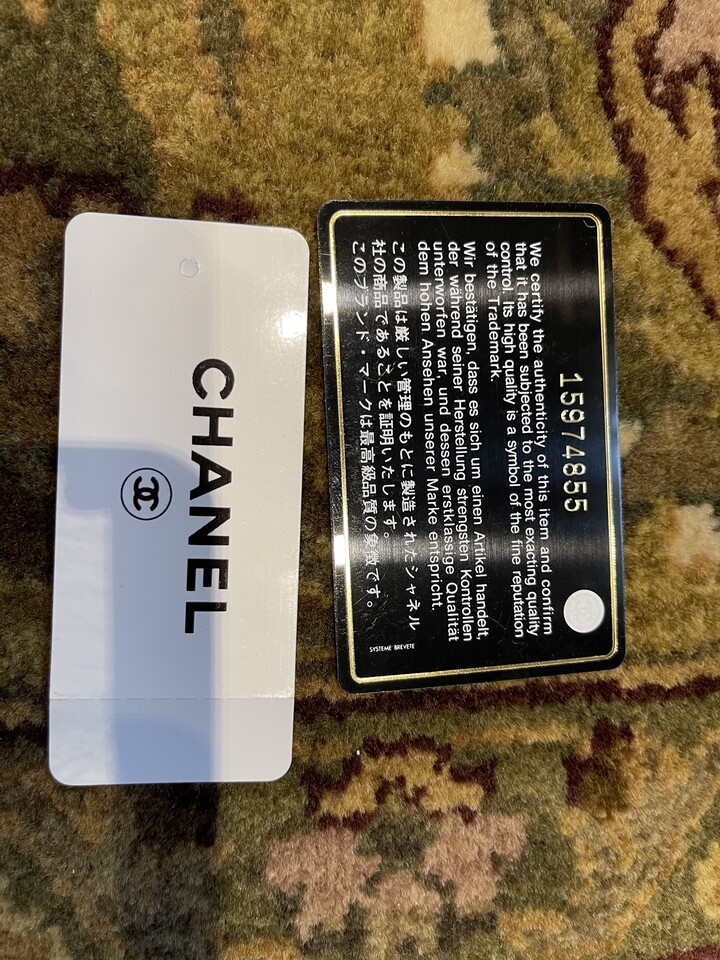 CHANEL
15974855
We certify the authenticity of this item and confirm
that it has been subjected to the most exacting quality
control. Its high quality is a symbol of the fine reputation
of the Trademark.
Wir bestätigen, dass es sich um einen Artikel handelt,
der während seiner Herstellung strengsten Kontrollen
unterworfen war, und dessen erstklassige Qualität
dem hohen Ansehen unserer Marke entspricht.
この製品は厳しい管理のもとに製造されたシャネル
社の商品であることを証明いたします。
このブランド・マークは最高級品質の象徴です。
SYSTEME BREVETE